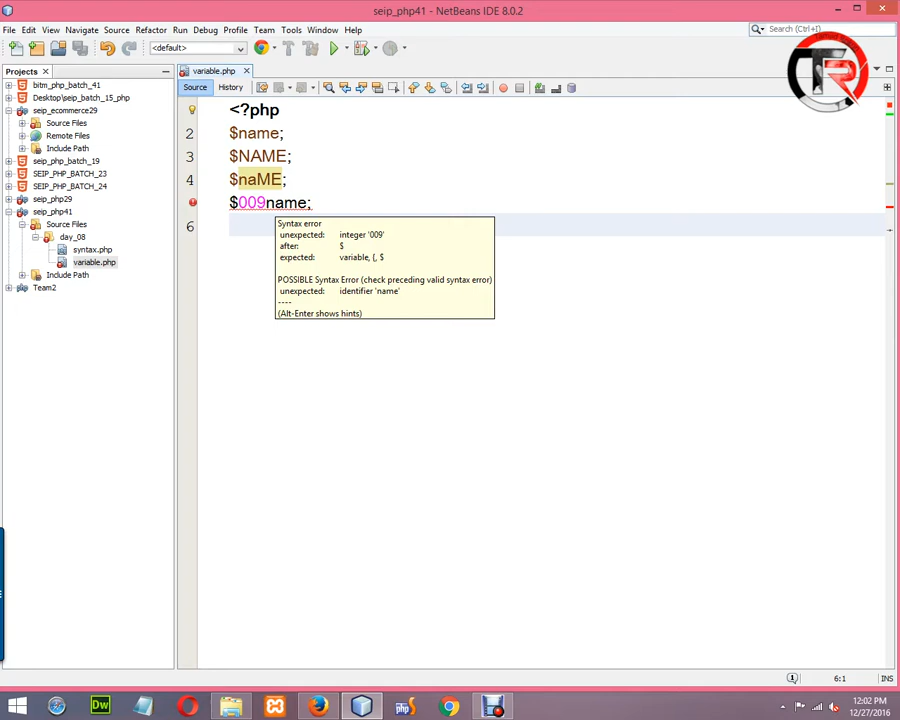 seip_php41 - NetBeans IDE 8.0.2
File Edit View Navigate Source Refactor Run Debug Profile Team Tools Window Help
Search (Ctrl+I)
<default>
Projects
variable.php
Source History
bitm_php_batch_41
Desktop\seip_batch_15_php
seip_ecommerce29
Source Files
Remote Files
Include Path
seip_php_batch_19
SEIP_PHP_BATCH_23
SEIP_PHP_BATCH_24
seip_php29
seip_php41
Source Files
day_08
syntax.php
variable.php
Include Path
Team2
<?php
2 $name;
3 $NAME;
4 $naME;
$009name;
6
Syntax error
unexpected: integer '009'
after: $
expected: variable, {, $
POSSIBLE Syntax Error (check preceding valid syntax error)
unexpected: identifier 'name'
----
(Alt-Enter shows hints)
TR
6:1 INS
Dw
php
12:02 PM
12/27/2016